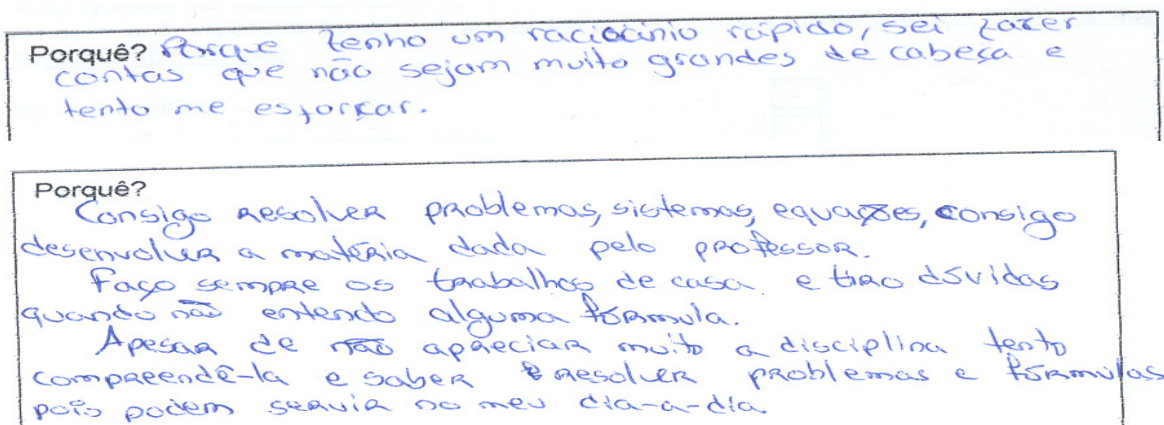 Porquê? Porque tenho um raciocínio rápido, sei fazer
contas que não sejam muito grandes de cabeça e
tento me esforçar.
Porquê?
Consigo resolver problemas, sistemas, equações, consigo
desenvolver a matéria dada pelo professor.
Faço sempre os trabalhos de casa e tiro dúvidas
quando não entendo alguma fórmula.
Apesar de não apreciar muito a disciplina tento
compreendê-la e saber resolver problemas e fórmulas
pois podem servir no meu dia-a-dia.